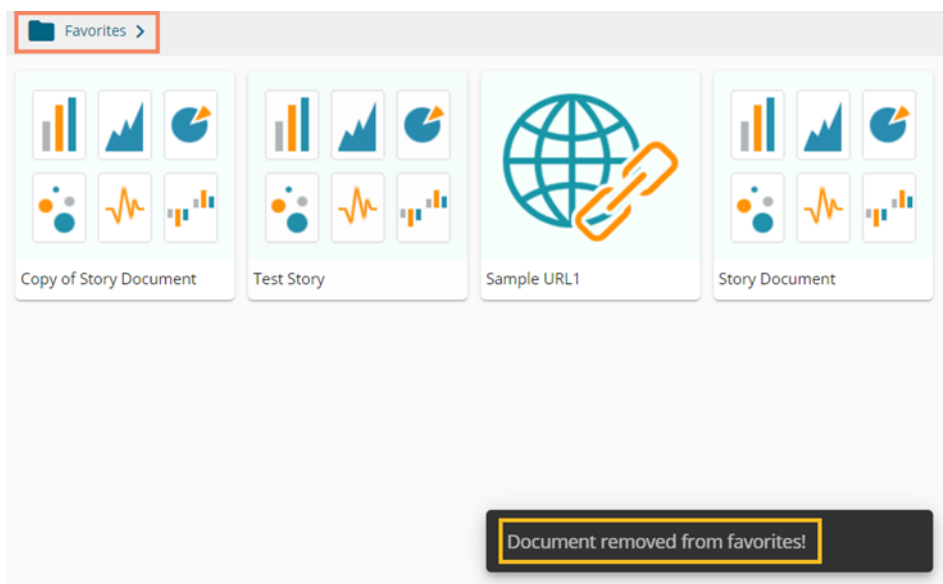 Favorites
Copy of Story Document
Test Story
Sample URL1
Story Document
Document removed from favorites!